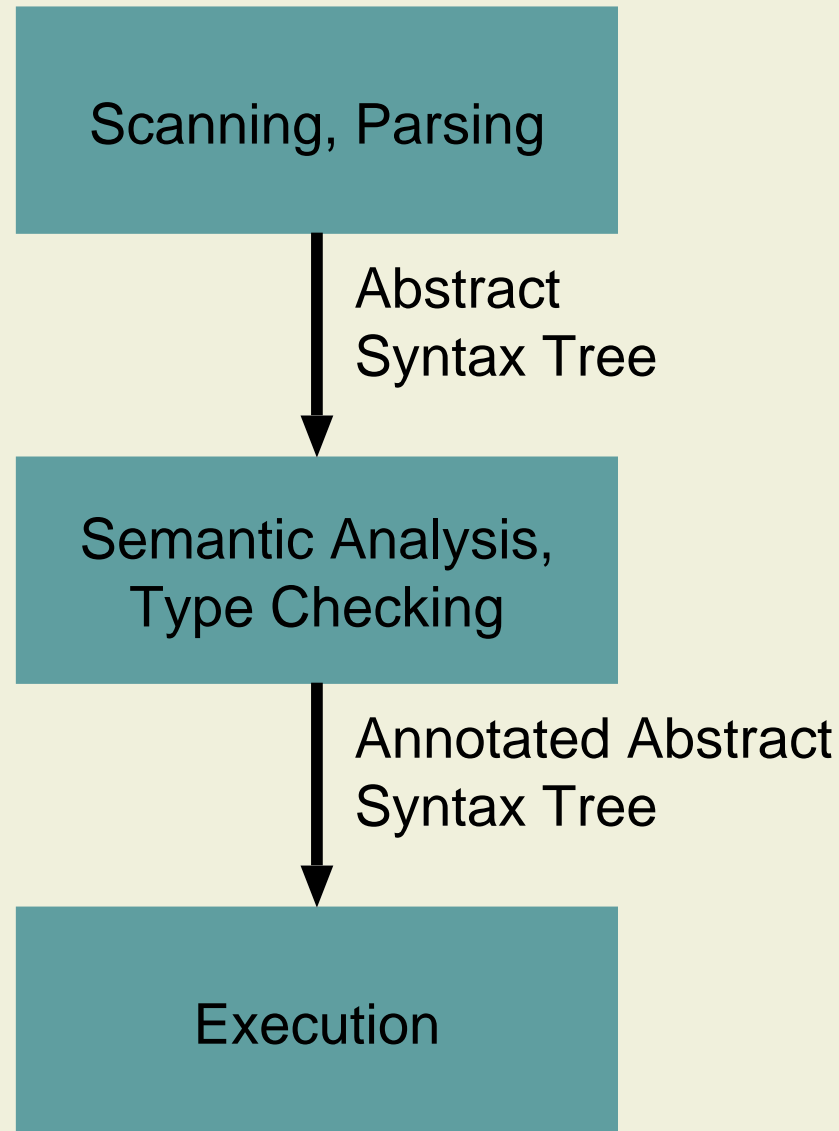 Scanning, Parsing
Abstract
Syntax Tree
Semantic Analysis,
Type Checking
Annotated Abstract
Syntax Tree
Execution